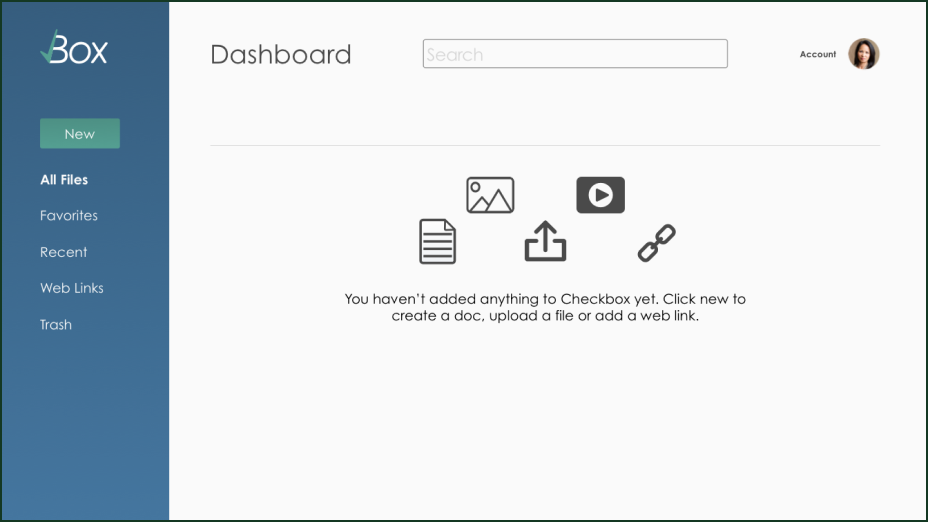 Box
New
All Files
Favorites
Recent
Web Links
Trash
Dashboard
Search
Account
You haven’t added anything to Checkbox yet. Click new to
create a doc, upload a file or add a web link.